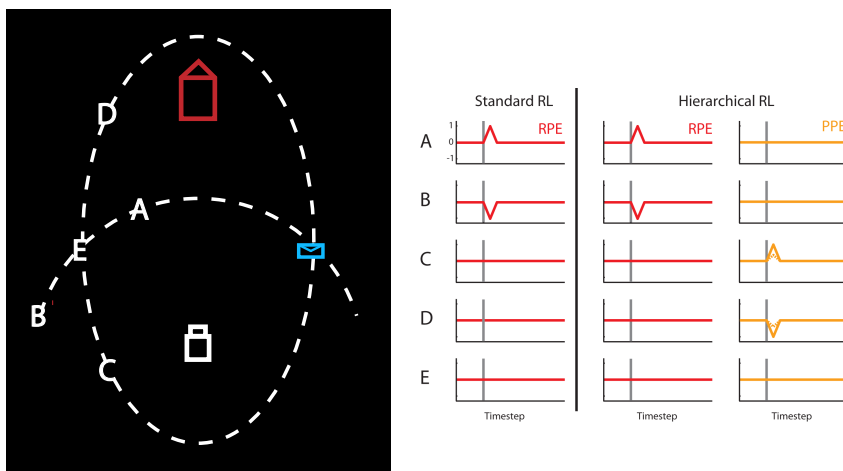 D
A
E
B
C
Standard RL
Hierarchical RL
A
1
0
-1
RPE
RPE
PPE
B
C
D
E
Timestep
Timestep
Timestep